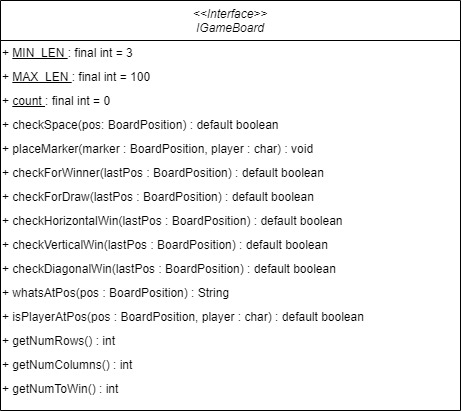 <<Interface>>
IGameBoard
+ MIN_LEN : final int = 3
+ MAX_LEN : final int = 100
+ count : final int = 0
+ checkSpace(pos: BoardPosition) : default boolean
+ placeMarker(marker : BoardPosition, player : char) : void
+ checkForWinner(lastPos : BoardPosition) : default boolean
+ checkForDraw(lastPos : BoardPosition) : default boolean
+ checkHorizontalWin(lastPos : BoardPosition) : default boolean
+ checkVerticalWin(lastPos : BoardPosition) : default boolean
+ checkDiagonalWin(lastPos : BoardPosition) : default boolean
+ whatsAtPos(pos : BoardPosition) : String
+ isPlayerAtPos(pos : BoardPosition, player : char) : default boolean
+ getNumRows() : int
+ getNumColumns() : int
+ getNumToWin() : int